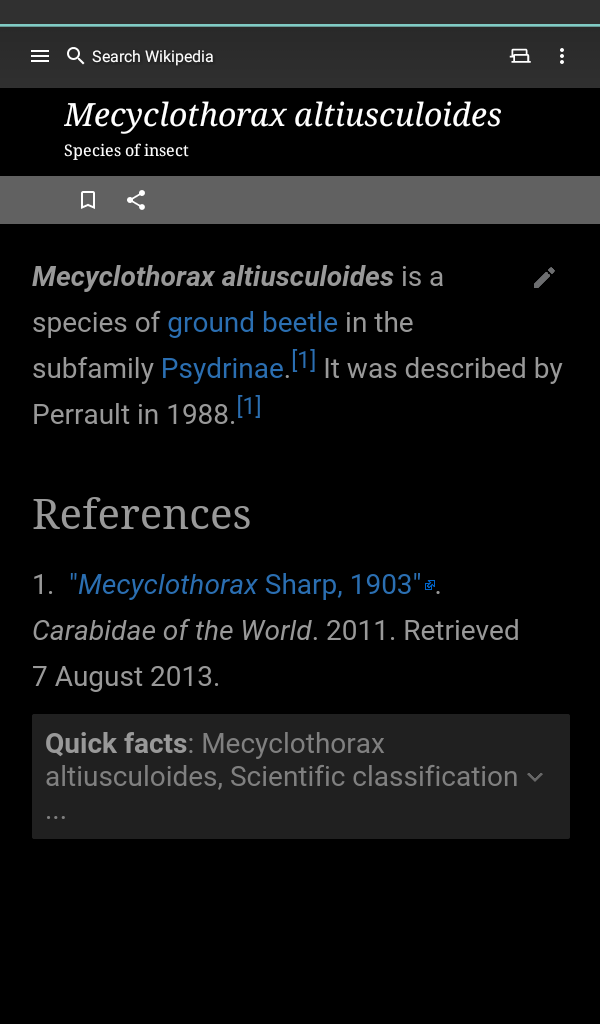 Search Wikipedia
Mecyclothorax altiusculoides
Species of insect
Mecyclothorax altiusculoides is a
species of ground beetle in the
subfamily Psydrinae.[1] It was described by
Perrault in 1988.[1]
References
1. "Mecyclothorax Sharp, 1903".
Carabidae of the World. 2011. Retrieved
7 August 2013.
Quick facts: Mecyclothorax
altiusculoides, Scientific classification
...